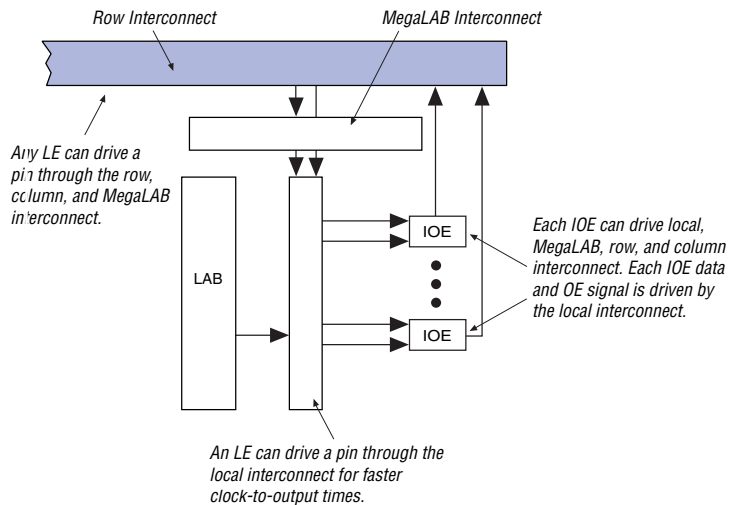 Row Interconnect
MegaLAB Interconnect
Any LE can drive a
pin through the row,
column, and MegaLAB
interconnect.
LAB
IOE
IOE
Each IOE can drive local,
MegaLAB, row, and column
interconnect. Each IOE data
and OE signal is driven by
the local interconnect.
An LE can drive a pin through the
local interconnect for faster
clock-to-output times.